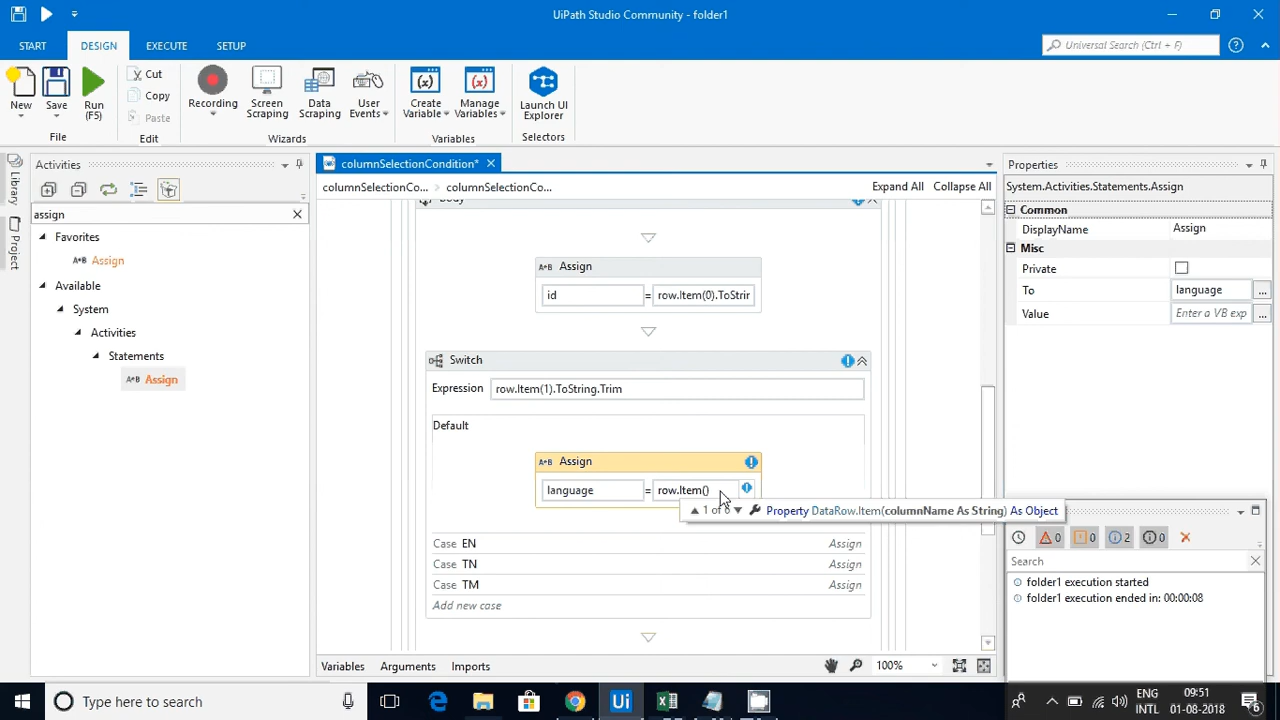 UiPath Studio Community - folder1
START
DESIGN
EXECUTE
SETUP
Universal Search (Ctrl + F)
New
Save
Run
(F5)
Cut
Copy
Paste
Recording
Screen
Scraping
Data
Scraping
User
Events
Create
Variable
Manage
Variables
Launch UI
Explorer
File
Edit
Wizards
Variables
Selectors
Library
Project
Activities
assign
Favorites
A+B Assign
Available
System
Activities
Statements
A+B Assign
columnSelectionCondition*
columnSelectionCo...
columnSelectionCo...
Expand All
Collapse All
Body
A+B Assign
id = row.Item(0).ToStrir
Switch
Expression row.Item(1).ToString.Trim
Default
A+B Assign
language = row.Item()
1 of 6 Property DataRow.Item(columnName As String) As Object
Case EN Assign
Case TN Assign
Case TM Assign
Add new case
Variables
Arguments
Imports
100%
Properties
System.Activities.Statements.Assign
Common
DisplayName Assign
Misc
Private
To language ...
Value Enter a VB exp ...
0
0
2
0
Search
folder1 execution started
folder1 execution ended in: 00:00:08
Type here to search
Ui
ENG
INTL
09:51
01-08-2018
6